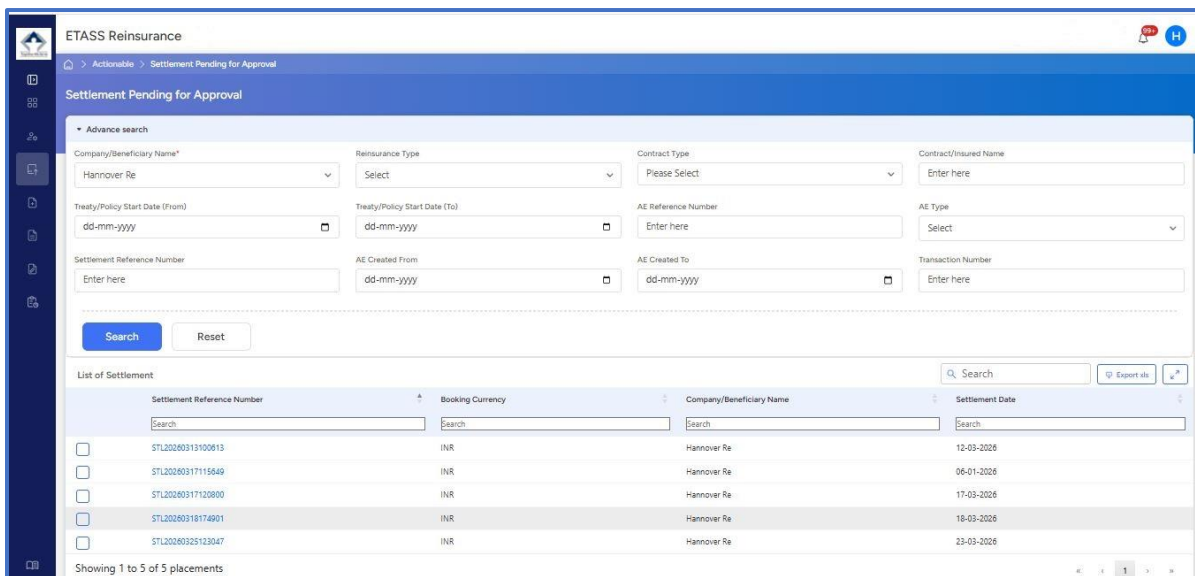 ETASS Reinsurance
99+
H
> Actionable > Settlement Pending for Approval
Settlement Pending for Approval
Advance search
Company/Beneficiary Name* Reinsurance Type Contract Type Contract/Insured Name
Hannover Re Select Please Select Enter here
Treaty/Policy Start Date (From) Treaty/Policy Start Date (To) AE Reference Number AE Type
dd-mm-yyyy dd-mm-yyyy Enter here Select
Settlement Reference Number AE Created From AE Created To Transaction Number
Enter here dd-mm-yyyy dd-mm-yyyy Enter here
Search Reset
List of Settlement Search Export xls
Settlement Reference Number Booking Currency Company/Beneficiary Name Settlement Date
Search Search Search Search
STL20260313100613 INR Hannover Re 12-03-2026
STL20260317115649 INR Hannover Re 06-01-2026
STL20260317120800 INR Hannover Re 17-03-2026
STL20260318174901 INR Hannover Re 18-03-2026
STL20260325123047 INR Hannover Re 23-03-2026
Showing 1 to 5 of 5 placements « ‹ 1 › »